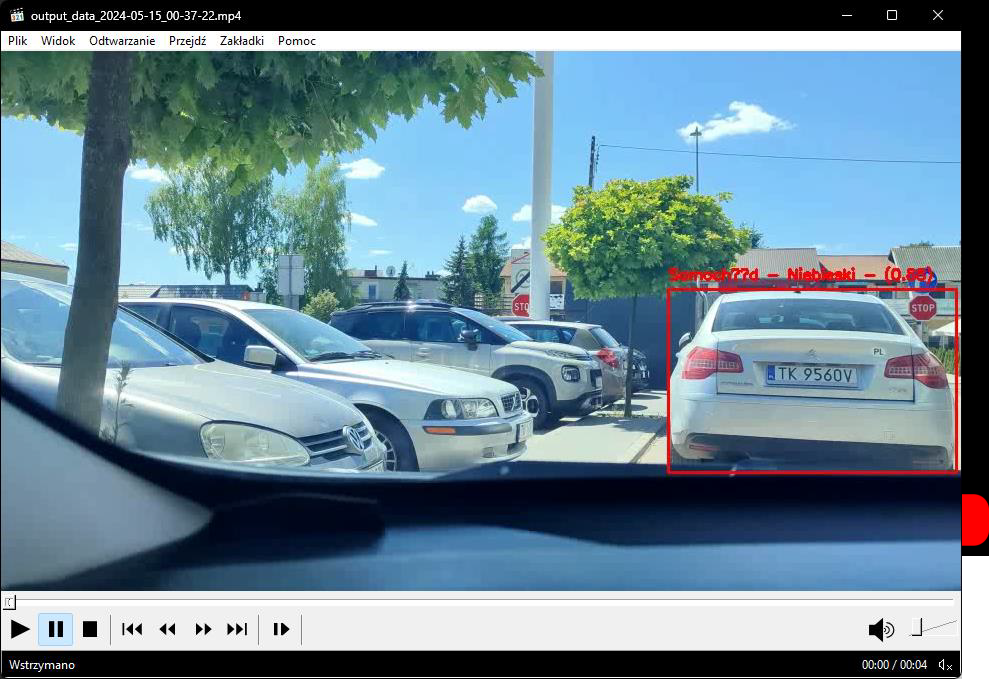 output_data_2024-05-15_00-37-22.mp4
Plik Widok Odtwarzanie Przejdź Zakładki Pomoc
Samoch??d - Niebieski - (0.86)
STOP
STO
PL
TK 9560V
Wstrzymano
00:00 / 00:04